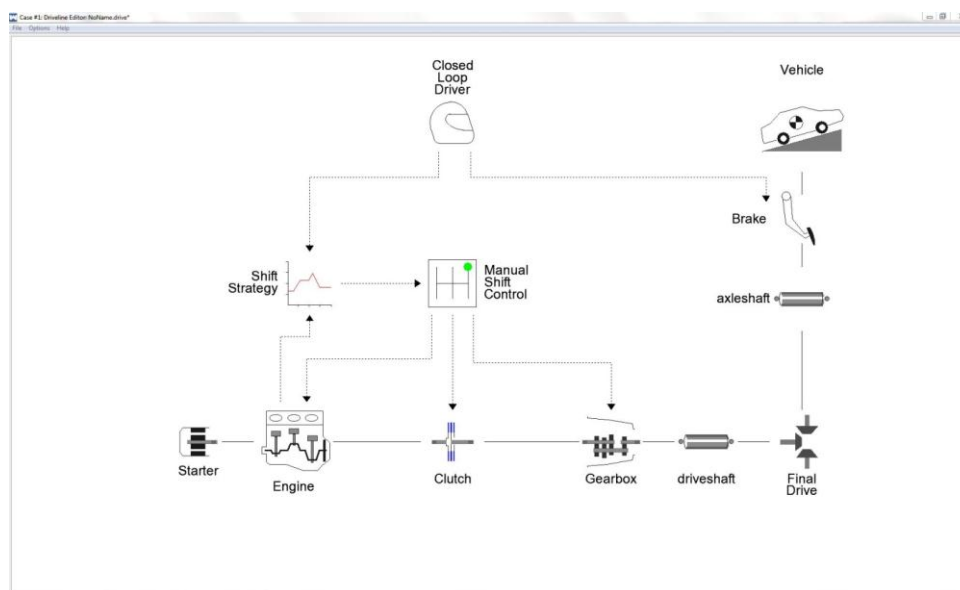 Case #1: Driveline Editor: NoName.drive*
File Options Help
Closed
Loop
Driver
Vehicle
Brake
Shift
Strategy
Manual
Shift
Control
axleshaft
Starter
Engine
Clutch
Gearbox
driveshaft
Final
Drive